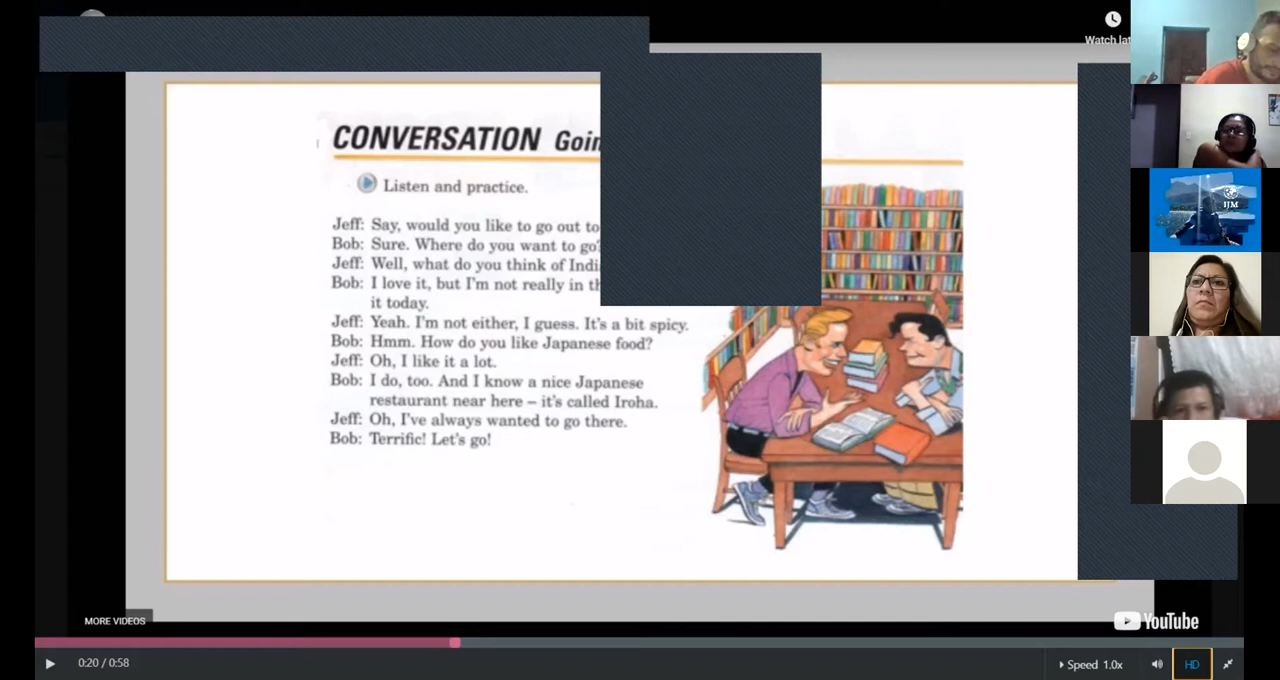 Watch
CONVERSATION
Listen and practice.
Jeff: Say, would you like to go out
Bob: Sure. Where do you want to go?
Jeff: Well, what do you think of
Bob: I love it, but I'm not really in
it today.
Jeff: Yeah. I'm not either, I guess. It's a bit spicy.
Bob: Hmm. How do you like Japanese food?
Jeff: Oh, I like it a lot.
Bob: I do, too. And I know a nice Japanese
restaurant near here – it's called Iroha.
Jeff: Oh, I've always wanted to go there.
Bob: Terrific! Let's go!
IJM
MORE VIDEOS
YouTube
0:20 / 0:58
Speed 1.0x
HD